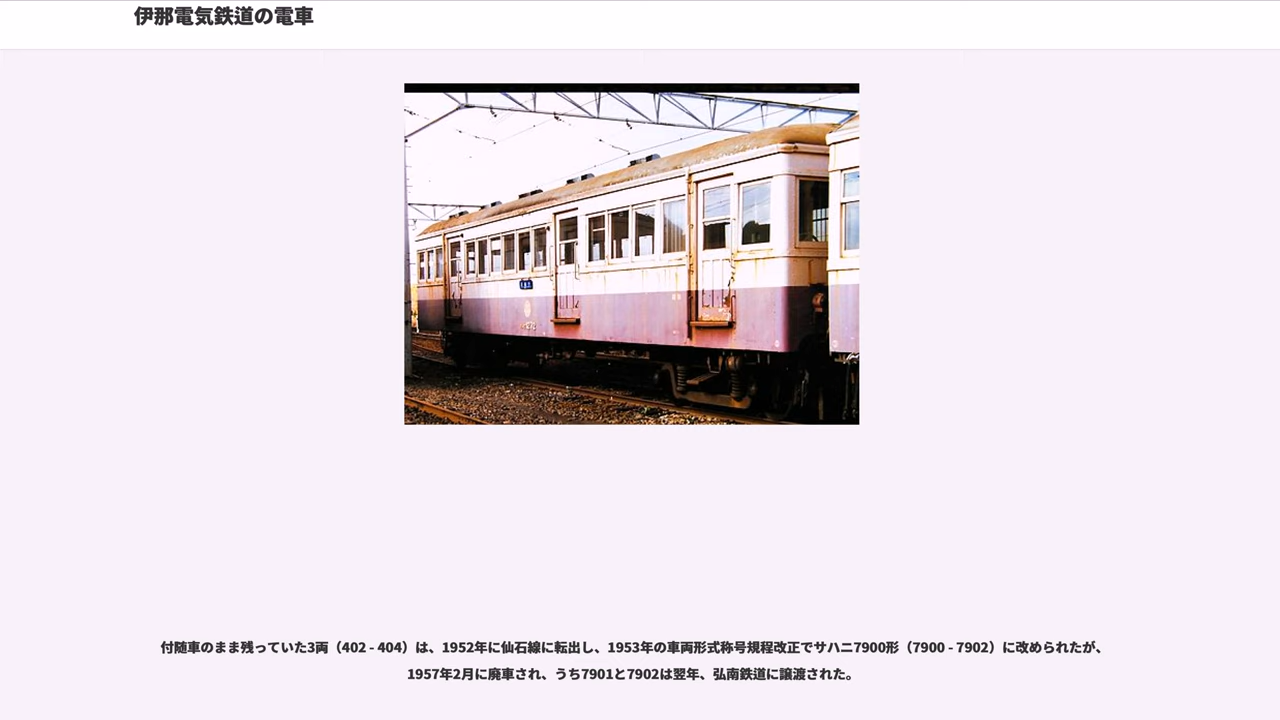 伊那電気鉄道の電車
付随車のまま残っていた3両（402 - 404）は、1952年に仙石線に転出し、1953年の車両形式称号規程改正でサハニ7900形（7900 - 7902）に改められたが、
1957年2月に廃車され、うち7901と7902は翌年、弘南鉄道に譲渡された。